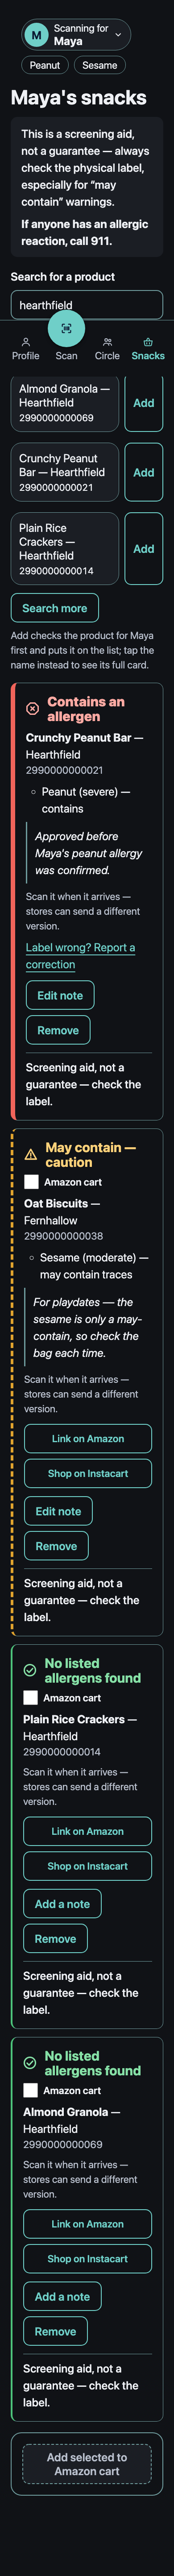 M
Scanning for
Maya
Peanut
Sesame
Maya's snacks
This is a screening aid,
not a guarantee — always
check the physical label,
especially for "may
contain" warnings.
If anyone has an allergic
reaction, call 911.
Search for a product
hearthfield
Profile
Scan
Circle
Snacks
Almond Granola —
Hearthfield
2990000000069
Add
Crunchy Peanut
Bar — Hearthfield
2990000000021
Add
Plain Rice
Crackers —
Hearthfield
2990000000014
Add
Search more
Add checks the product for Maya
first and puts it on the list; tap the
name instead to see its full card.
Contains an
allergen
Crunchy Peanut Bar —
Hearthfield
2990000000021
Peanut (severe) —
contains
Approved before
Maya's peanut allergy
was confirmed.
Scan it when it arrives —
stores can send a different
version.
Label wrong? Report a
correction
Edit note
Remove
Screening aid, not a
guarantee — check the
label.
May contain —
caution
Amazon cart
Oat Biscuits —
Fernhallow
2990000000038
Sesame (moderate) —
may contain traces
For playdates — the
sesame is only a may-
contain, so check the
bag each time.
Scan it when it arrives —
stores can send a different
version.
Link on Amazon
Shop on Instacart
Edit note
Remove
Screening aid, not a
guarantee — check the
label.
No listed
allergens found
Amazon cart
Plain Rice Crackers —
Hearthfield
2990000000014
Scan it when it arrives —
stores can send a different
version.
Link on Amazon
Shop on Instacart
Add a note
Remove
Screening aid, not a
guarantee — check the
label.
No listed
allergens found
Amazon cart
Almond Granola —
Hearthfield
2990000000069
Scan it when it arrives —
stores can send a different
version.
Link on Amazon
Shop on Instacart
Add a note
Remove
Screening aid, not a
guarantee — check the
label.
Add selected to
Amazon cart